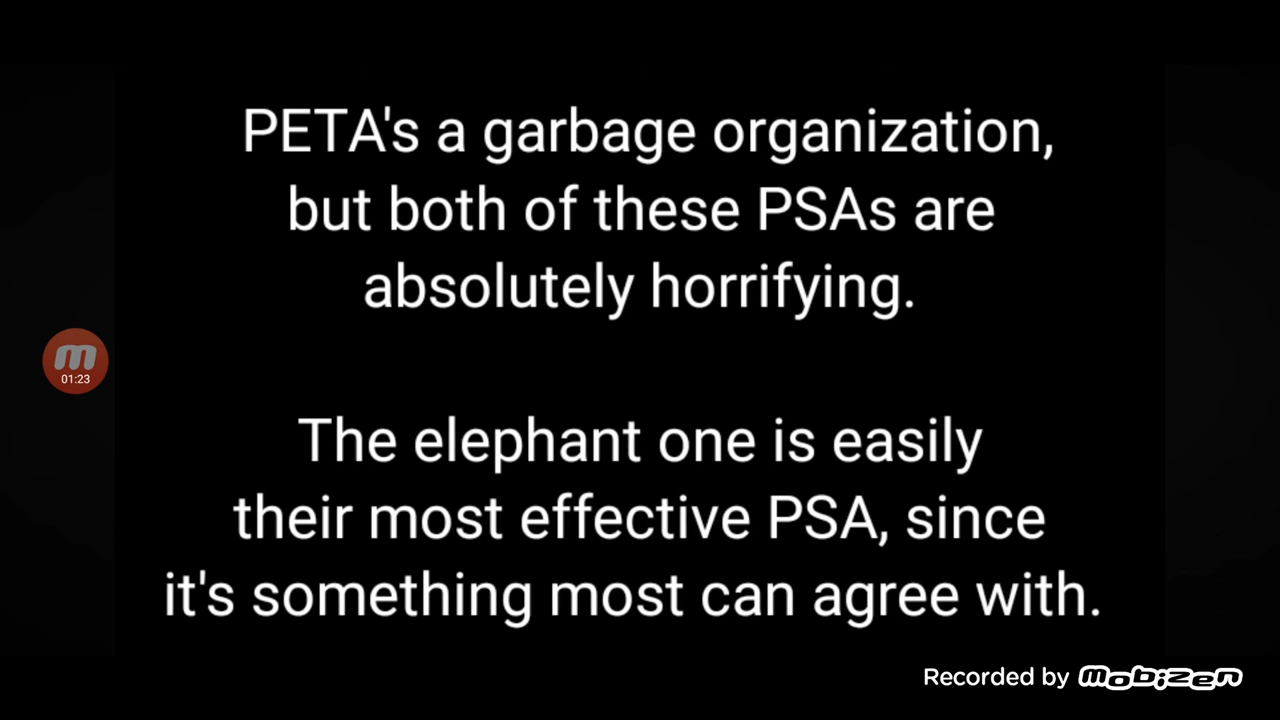 PETA's a garbage organization,
but both of these PSAs are
absolutely horrifying.
The elephant one is easily
their most effective PSA, since
it's something most can agree with.
m
01:23
Recorded by mobizen